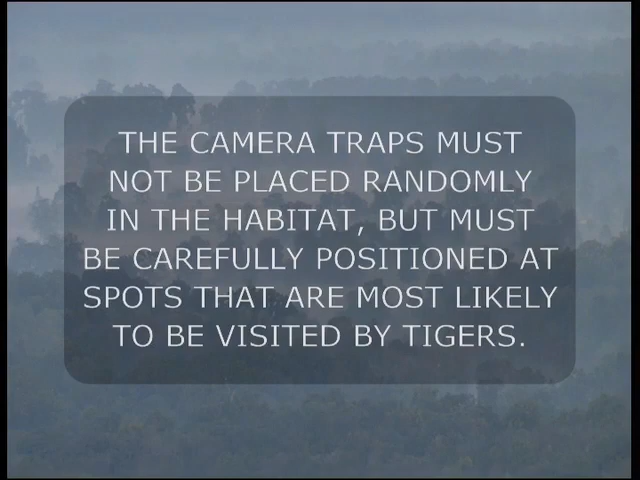 THE CAMERA TRAPS MUST
NOT BE PLACED RANDOMLY
IN THE HABITAT, BUT MUST
BE CAREFULLY POSITIONED AT
SPOTS THAT ARE MOST LIKELY
TO BE VISITED BY TIGERS.